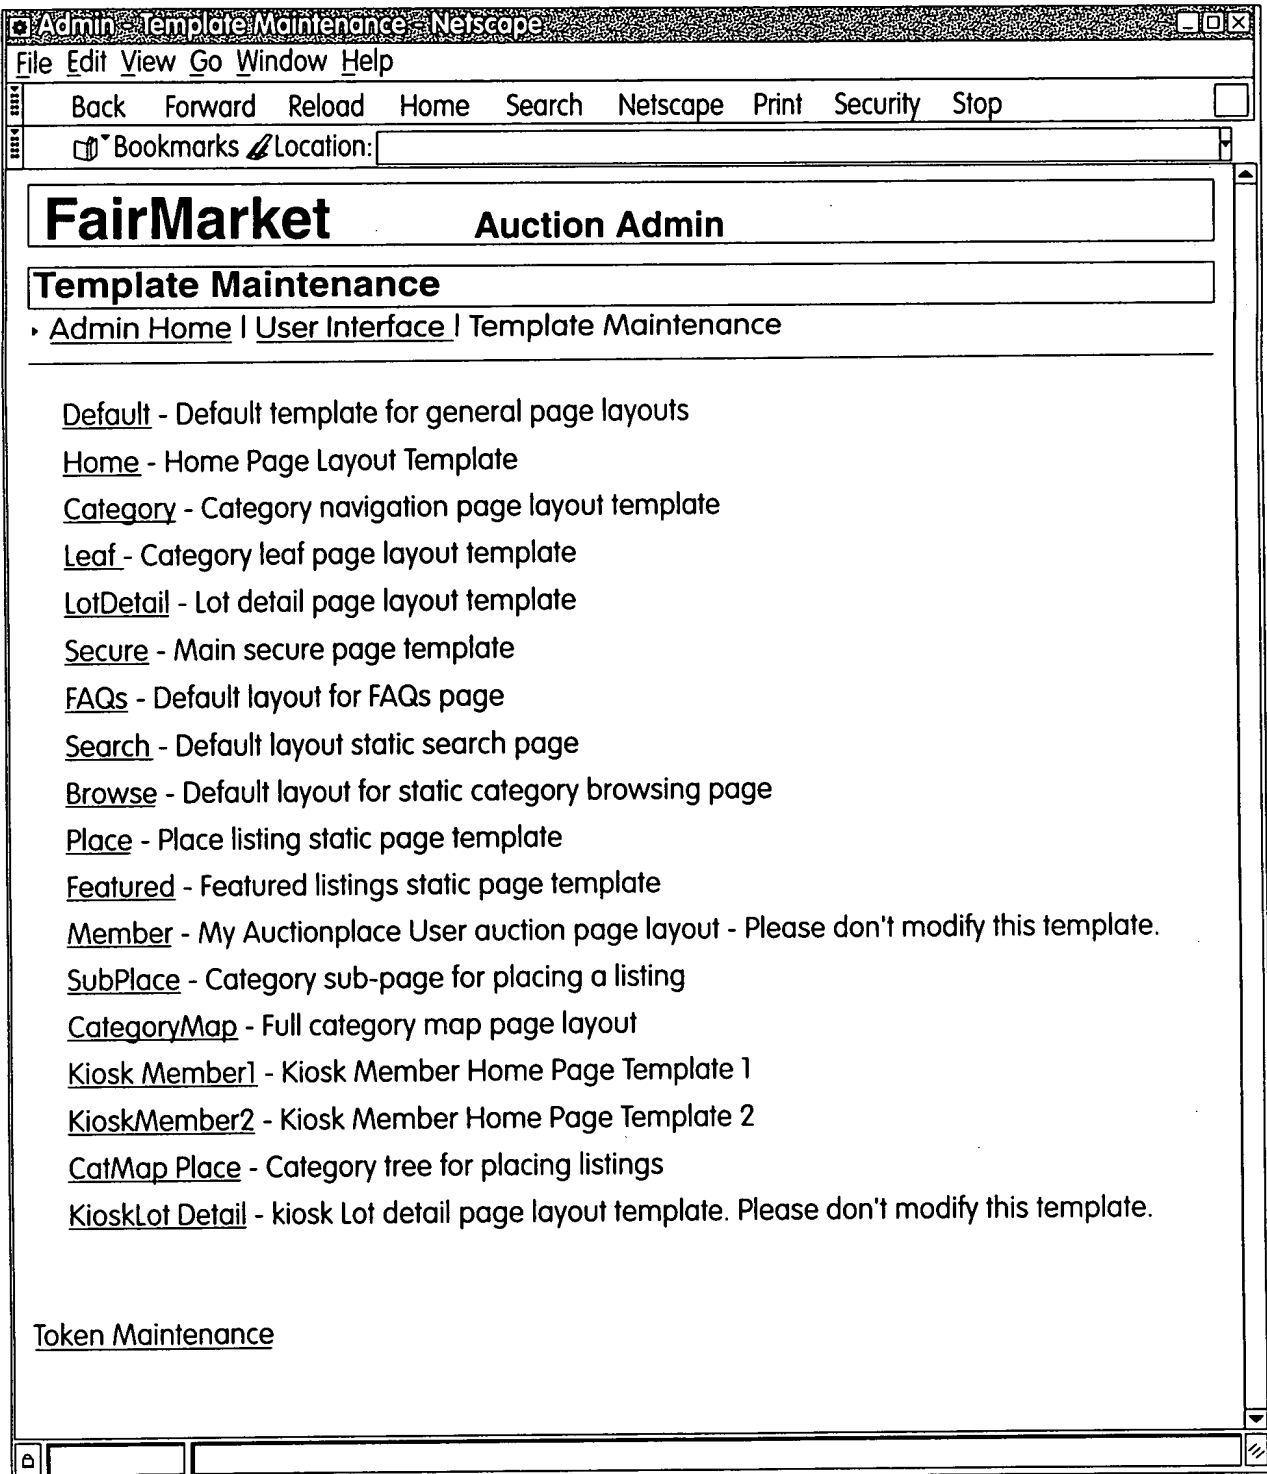 Admin - Template Maintenance - Netscape
File Edit View Go Window Help
Back Forward Reload Home Search Netscape Print Security Stop
Bookmarks Location:
FairMarket Auction Admin
Template Maintenance
Admin Home | User Interface | Template Maintenance
Default - Default template for general page layouts
Home - Home Page Layout Template
Category - Category navigation page layout template
Leaf - Category leaf page layout template
LotDetail - Lot detail page layout template
Secure - Main secure page template
FAQs - Default layout for FAQs page
Search - Default layout static search page
Browse - Default layout for static category browsing page
Place - Place listing static page template
Featured - Featured listings static page template
Member - My Auctionplace User auction page layout - Please don't modify this template.
SubPlace - Category sub-page for placing a listing
CategoryMap - Full category map page layout
Kiosk Member1 - Kiosk Member Home Page Template 1
KioskMember2 - Kiosk Member Home Page Template 2
CatMap Place - Category tree for placing listings
KioskLot Detail - kiosk Lot detail page layout template. Please don't modify this template.
Token Maintenance